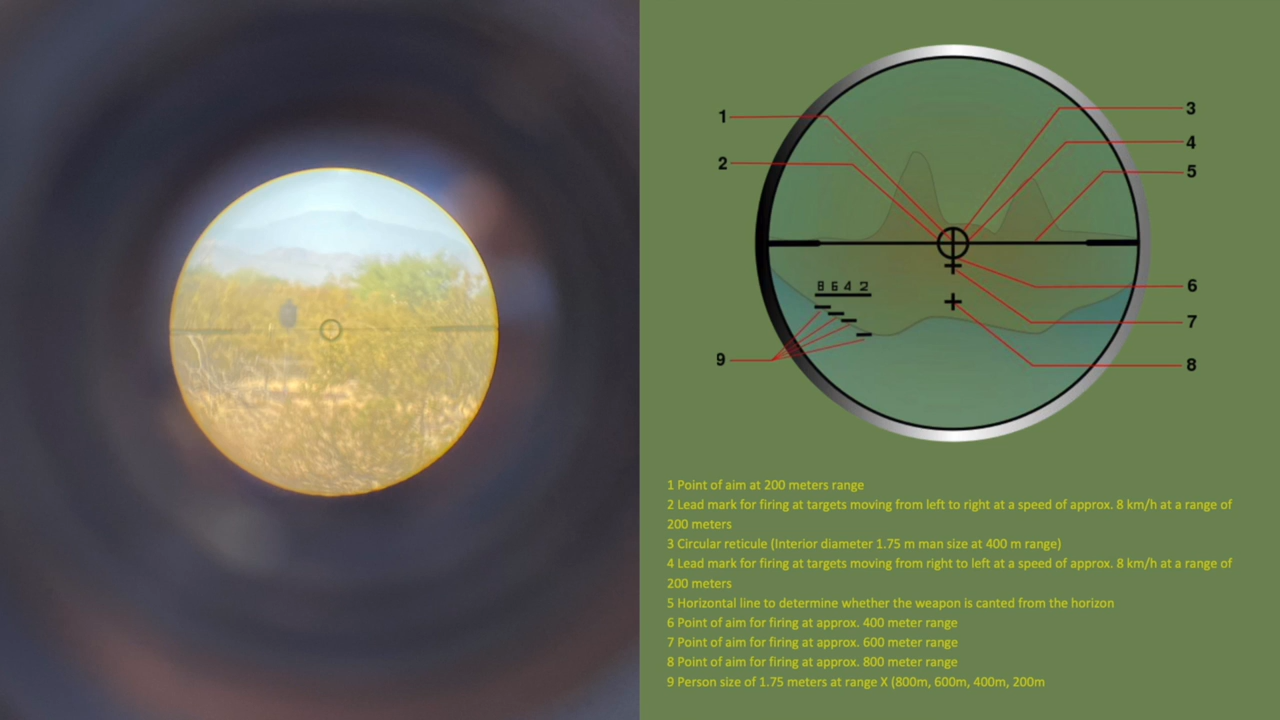 1
2
3
4
5
8 6 4 2
6
7
9
8
1 Point of aim at 200 meters range
2 Lead mark for firing at targets moving from left to right at a speed of approx. 8 km/h at a range of
200 meters
3 Circular reticule (Interior diameter 1.75 m man size at 400 m range)
4 Lead mark for firing at targets moving from right to left at a speed of approx. 8 km/h at a range of
200 meters
5 Horizontal line to determine whether the weapon is canted from the horizon
6 Point of aim for firing at approx. 400 meter range
7 Point of aim for firing at approx. 600 meter range
8 Point of aim for firing at approx. 800 meter range
9 Person size of 1.75 meters at range X (800m, 600m, 400m, 200m